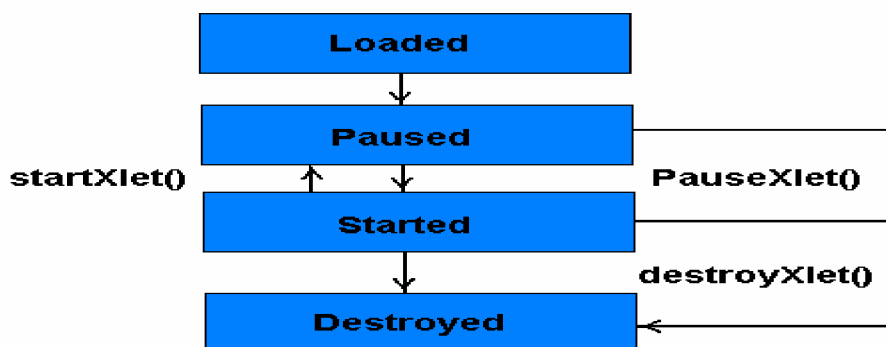 Loaded
Paused
startXlet()
PauseXlet()
Started
destroyXlet()
Destroyed